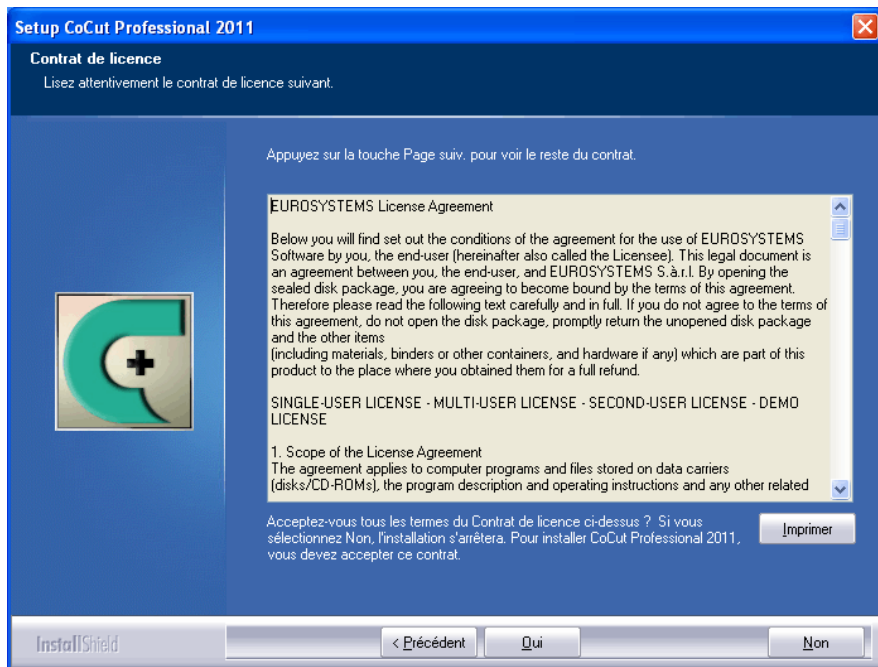 Setup CoCut Professional 2011
Contrat de licence
Lisez attentivement le contrat de licence suivant.
Appuyez sur la touche Page suiv. pour voir le reste du contrat.
EUROSYSTEMS License Agreement
Below you will find set out the conditions of the agreement for the use of EUROSYSTEMS
Software by you, the end-user (hereinafter also called the Licensee). This legal document is
an agreement between you, the end-user, and EUROSYSTEMS S.à.r.l. By opening the
sealed disk package, you are agreeing to become bound by the terms of this agreement.
Therefore please read the following text carefully and in full. If you do not agree to the terms of
this agreement, do not open the disk package, promptly return the unopened disk package
and the other items
(including materials, binders or other containers, and hardware if any) which are part of this
product to the place where you obtained them for a full refund.
SINGLE-USER LICENSE - MULTI-USER LICENSE - SECOND-USER LICENSE - DEMO
LICENSE
1. Scope of the License Agreement
The agreement applies to computer programs and files stored on data carriers
(disks/CD-ROMs), the program description and operating instructions and any other related
Acceptez-vous tous les termes du Contrat de licence ci-dessus ? Si vous
sélectionnez Non, l'installation s'arrêtera. Pour installer CoCut Professional 2011,
vous devez accepter ce contrat.
Imprimer
InstallShield
< Précédent
Oui
Non